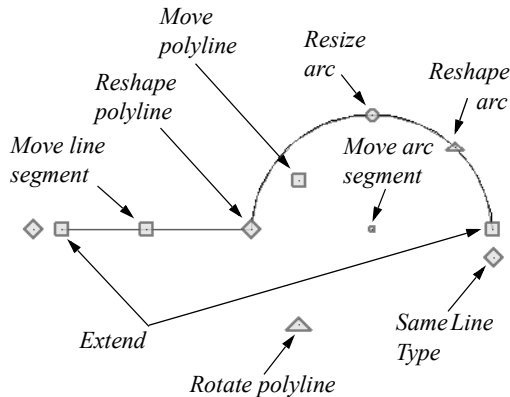 Move
polyline
Resize
arc
Reshape
polyline
Reshape
arc
Move line
segment
Move arc
segment
Extend
Same Line
Type
Rotate polyline